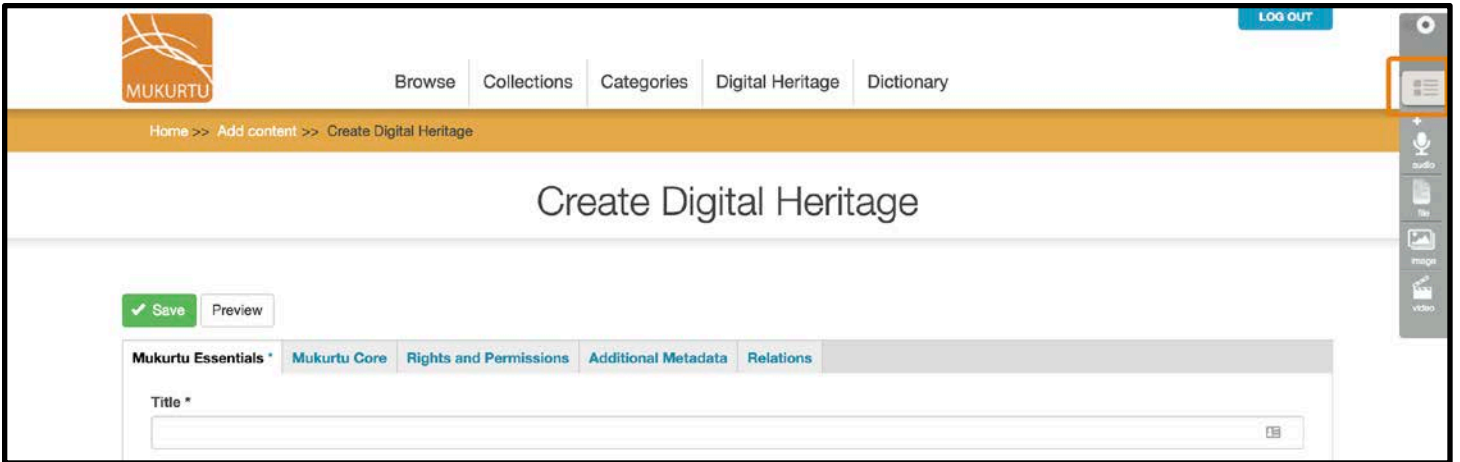 LOG OUT
MUKURTU
Browse Collections Categories Digital Heritage Dictionary
Home >> Add content >> Create Digital Heritage
Create Digital Heritage
audio
file
image
video
Save Preview
Mukurtu Essentials * Mukurtu Core Rights and Permissions Additional Metadata Relations
Title *